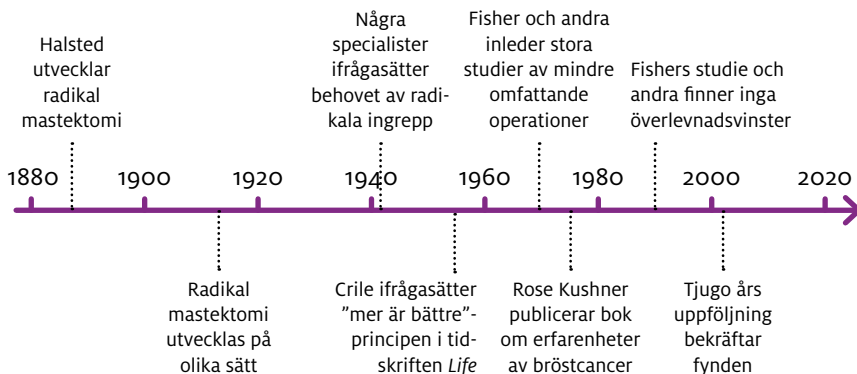 Halsted
utvecklar
radikal
mastektomi
Några
specialister
ifrågasätter
behovet av radi-
kala ingrepp
Fisher och andra
inleder stora
studier av mindre
omfattande
operationer
Fishers studie och
andra finner inga
överlevnadsvinster
1880 1900 1920 1940 1960 1980 2000 2020
Radikal
mastektomi
utvecklas på
olika sätt
Crile ifrågasätter
”mer är bättre”-
principen i tid-
skriften Life
Rose Kushner
publicerar bok
om erfarenheter
av bröstcancer
Tjugo års
uppföljning
bekräftar
fynden